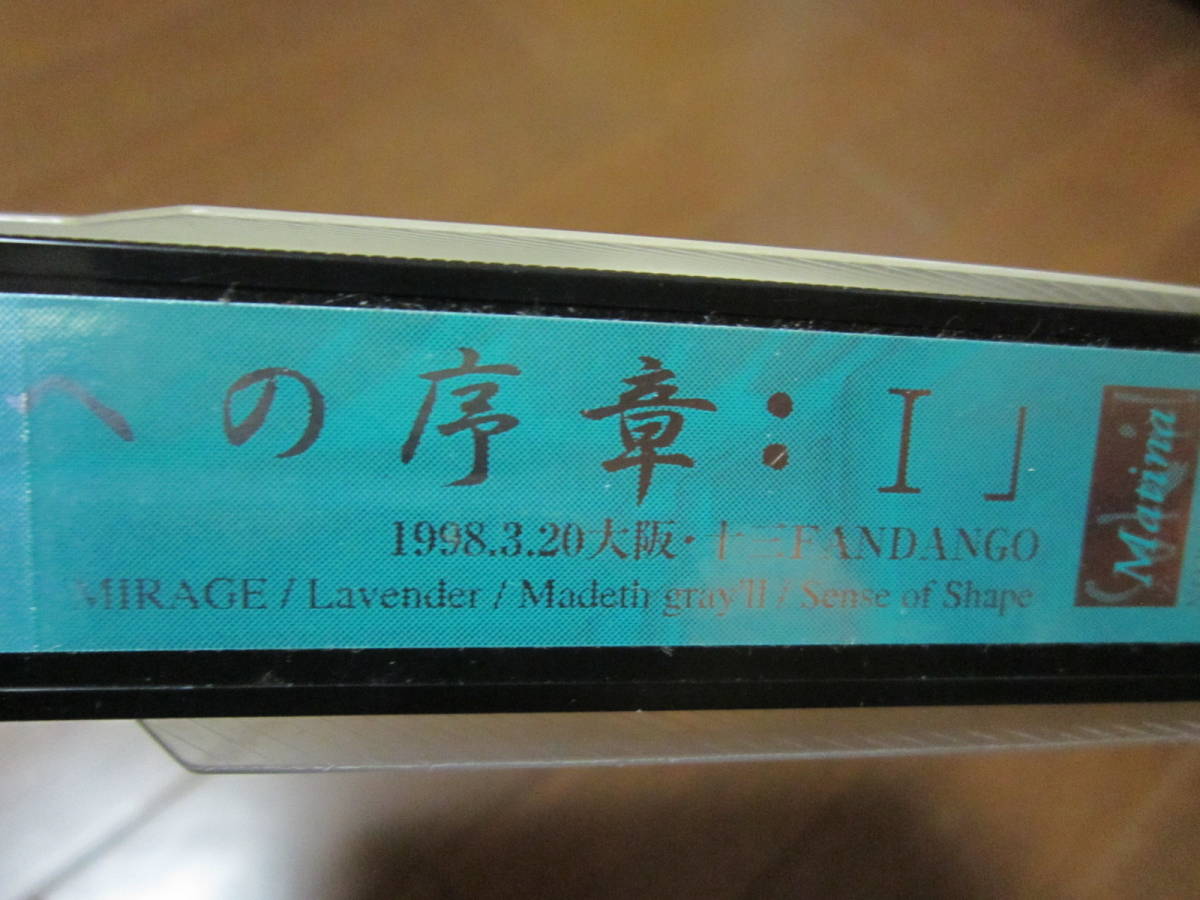 への序章:I」
1998.3.20大阪・十三FANDANGO
MIRAGE / Lavender / Madeth gray'll / Sense of Shape
Matina